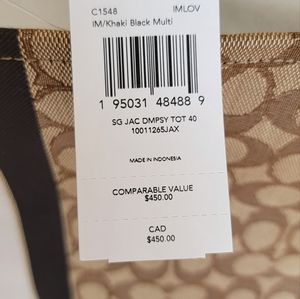 C1548 IMLOV
IM/Khaki Black Multi
1 95031 48488 9
SG JAC DMPSY TOT 40
10011265JAX
MADE IN INDONESIA
COMPARABLE VALUE
$450.00
CAD
$450.00